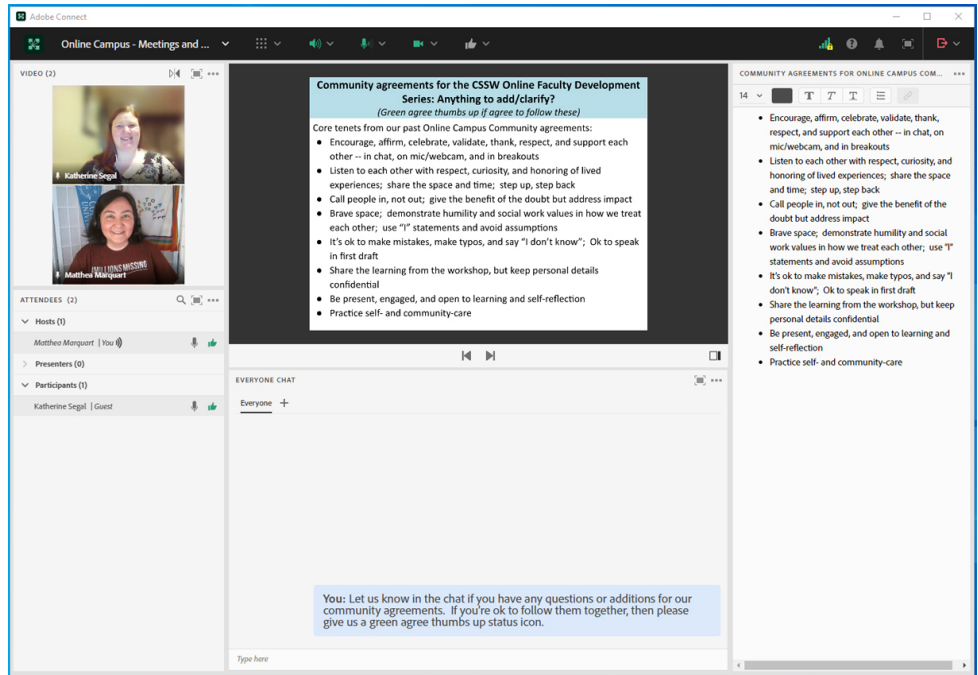 Adobe Connect
Online Campus - Meetings and ...
VIDEO (2)
Katherine Segal
MILLIONS MISSING
Matthea Marquart
ATTENDEES (2)
Hosts (1)
Matthea Marquart | You
Presenters (0)
Participants (1)
Katherine Segal | Guest
Community agreements for the CSSW Online Faculty Development
Series: Anything to add/clarify?
(Green agree thumbs up if agree to follow these)
Core tenets from our past Online Campus Community agreements:
● Encourage, affirm, celebrate, validate, thank, respect, and support each
other -- in chat, on mic/webcam, and in breakouts
● Listen to each other with respect, curiosity, and honoring of lived
experiences; share the space and time; step up, step back
● Call people in, not out; give the benefit of the doubt but address impact
● Brave space; demonstrate humility and social work values in how we treat
each other; use “I” statements and avoid assumptions
● It’s ok to make mistakes, make typos, and say “I don’t know”; Ok to speak
in first draft
● Share the learning from the workshop, but keep personal details
confidential
● Be present, engaged, and open to learning and self-reflection
● Practice self- and community-care
EVERYONE CHAT
Everyone
You: Let us know in the chat if you have any questions or additions for our
community agreements. If you're ok to follow them together, then please
give us a green agree thumbs up status icon.
Type here
COMMUNITY AGREEMENTS FOR ONLINE CAMPUS COM...
14
T T T
• Encourage, affirm, celebrate, validate, thank,
respect, and support each other -- in chat, on
mic/webcam, and in breakouts
• Listen to each other with respect, curiosity, and
honoring of lived experiences; share the space
and time; step up, step back
• Call people in, not out; give the benefit of the
doubt but address impact
• Brave space; demonstrate humility and social
work values in how we treat each other; use "I"
statements and avoid assumptions
• It's ok to make mistakes, make typos, and say "I
don't know"; Ok to speak in first draft
• Share the learning from the workshop, but keep
personal details confidential
• Be present, engaged, and open to learning and
self-reflection
• Practice self- and community-care